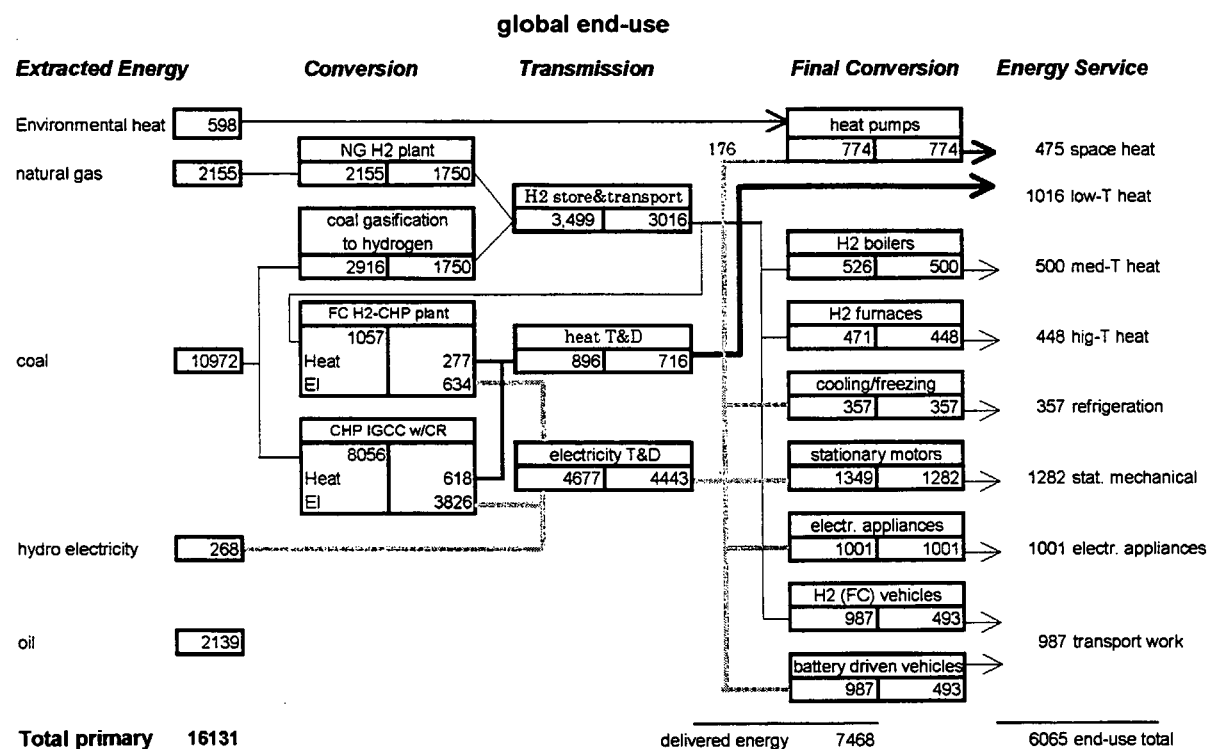 global end-use
Extracted Energy Conversion Transmission Final Conversion Energy Service
Environmental heat 598
heat pumps
774 774
176
475 space heat
natural gas 2155
NG H2 plant
2155 1750
1016 low-T heat
H2 store&transport
3,499 3016
coal gasification
to hydrogen
2916 1750
H2 boilers
526 500
500 med-T heat
FC H2-CHP plant
1057
Heat 277
El 634
heat T&D
896 716
H2 furnaces
471 448
448 hig-T heat
coal 10972
cooling/freezing
357 357
357 refrigeration
CHP IGCC w/CR
8056
Heat 618
El 3826
electricity T&D
4677 4443
stationary motors
1349 1282
1282 stat. mechanical
electr. appliances
1001 1001
1001 electr. appliances
hydro electricity 268
H2 (FC) vehicles
987 493
oil 2139
987 transport work
battery driven vehicles
987 493
Total primary 16131
delivered energy 7468
6065 end-use total